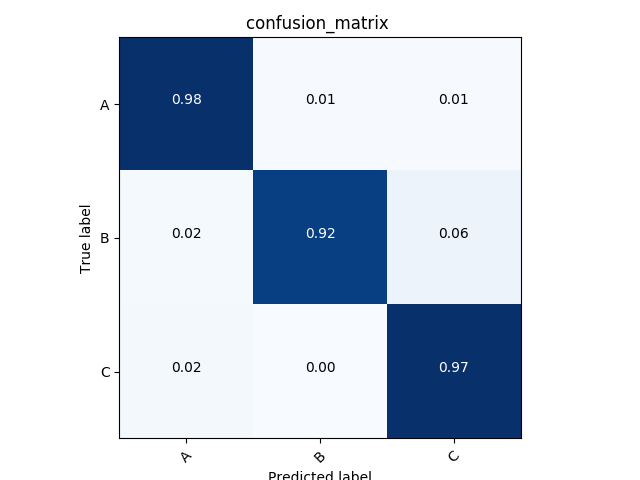 confusion_matrix
A 0.98 0.01 0.01
B 0.02 0.92 0.06
C 0.02 0.00 0.97
True label
A B C
Predicted label